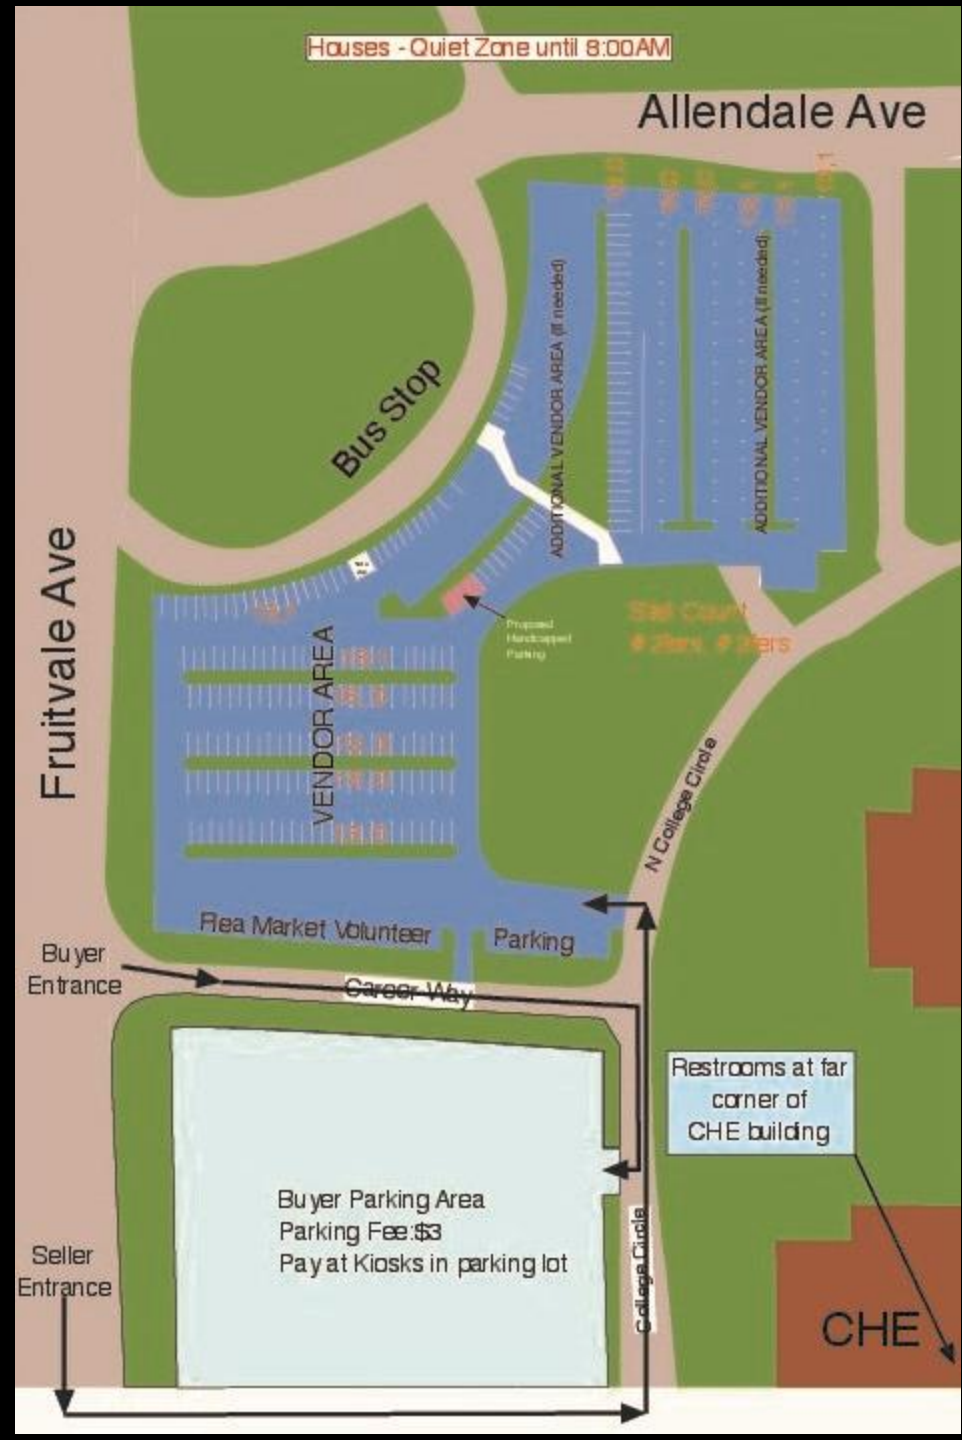 Houses - Quiet Zone until 8:00AM
Allendale Ave
ADDITIONAL VENDOR AREA (if needed)
ADDITIONAL VENDOR AREA (if needed)
Bus Stop
Fruitvale Ave
Proposed
Handicapped
Parking
Stall Count
VENDOR AREA
N College Circle
Flea Market Volunteer
Parking
Buyer
Entrance
Career Way
Restrooms at far
corner of
CHE building
Buyer Parking Area
Parking Fee:$3
Pay at Kiosks in parking lot
College Circle
Seller
Entrance
CHE